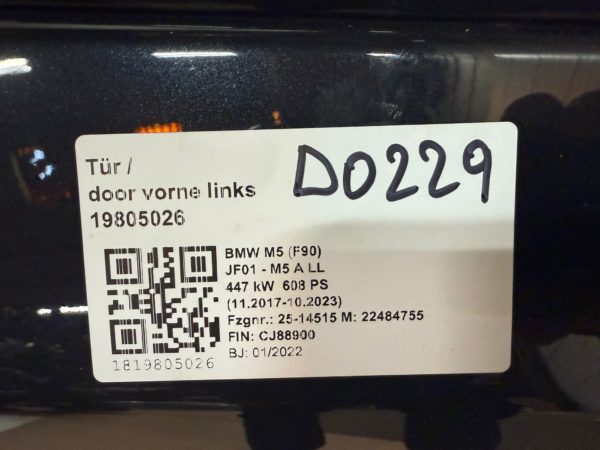 Tür /
door vorne links
19805026
D0229
BMW M5 (F90)
JF01 - M5 A LL
447 kW 608 PS
(11.2017-10.2023)
Fzgnr.: 25-14515 M: 22484755
FIN: CJ88900
BJ: 01/2022
1819805026